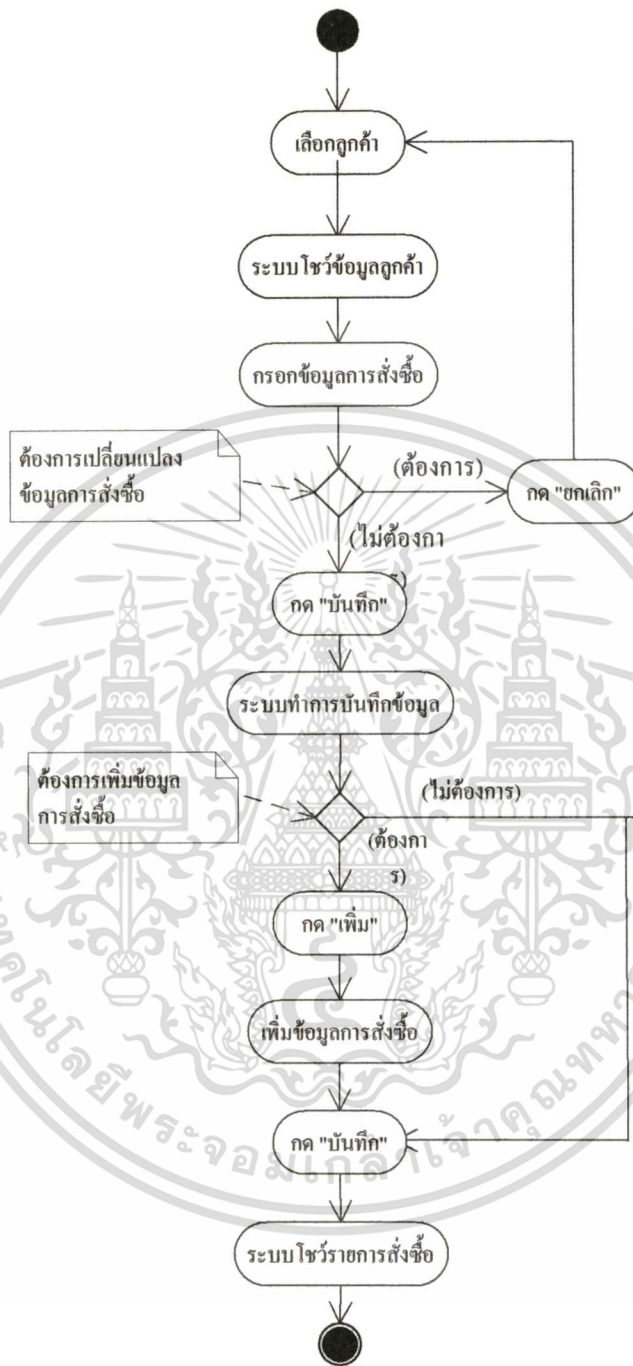 เลือกลูกค้า
ระบบโชว์ข้อมูลลูกค้า
กรอกข้อมูลการสั่งซื้อ
ต้องการเปลี่ยนแปลง
ข้อมูลการสั่งซื้อ
(ต้องการ)
กด "ยกเลิก"
(ไม่ต้องกา
ร)
กด "บันทึก"
ระบบทำการบันทึกข้อมูล
ต้องการเพิ่มข้อมูล
การสั่งซื้อ
(ไม่ต้องการ)
(ต้องกา
ร)
กด "เพิ่ม"
เพิ่มข้อมูลการสั่งซื้อ
กด "บันทึก"
ระบบโชว์รายการสั่งซื้อ